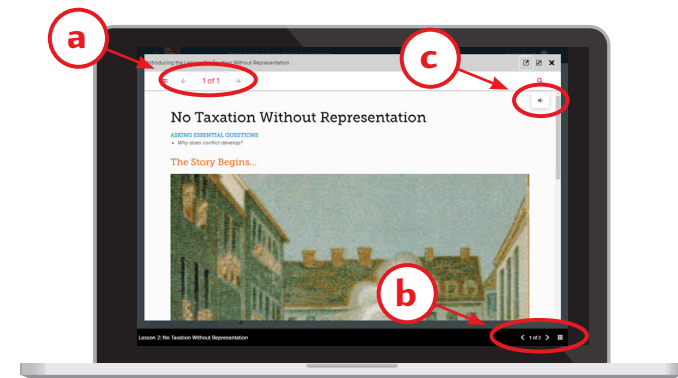 a
c
Introducing the Lesson: No Taxation Without Representation
1 of 1
No Taxation Without Representation
ASKING ESSENTIAL QUESTIONS
• Why does conflict develop?
The Story Begins...
b
Lesson 2: No Taxation Without Representation
1 of 2